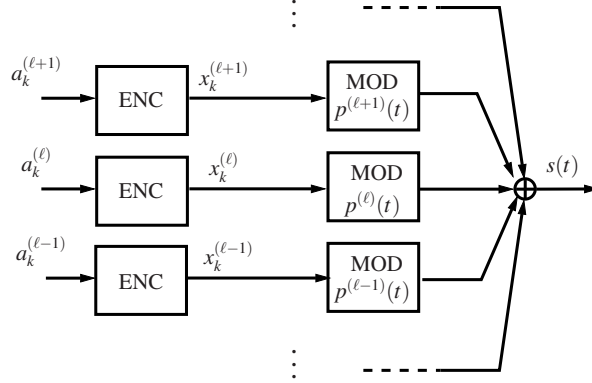 ⋮
a_k^{(ℓ+1)} ENC x_k^{(ℓ+1)} MOD p^{(ℓ+1)}(t)
a_k^{(ℓ)} ENC x_k^{(ℓ)} MOD p^{(ℓ)}(t) s(t)
a_k^{(ℓ-1)} ENC x_k^{(ℓ-1)} MOD p^{(ℓ-1)}(t)
⋮